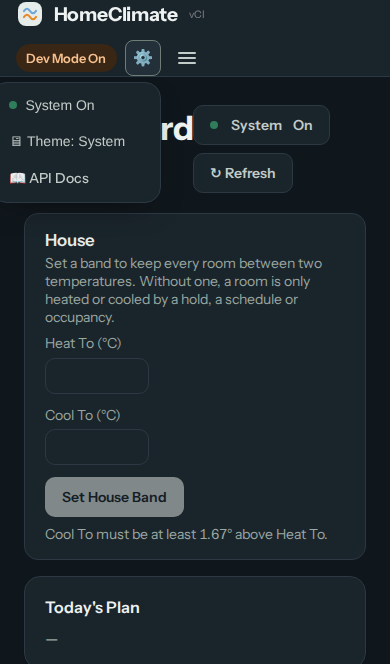 HomeClimate vCI
Dev Mode On
System On
Theme: System
API Docs
rd
System On
↻ Refresh
House
Set a band to keep every room between two
temperatures. Without one, a room is only
heated or cooled by a hold, a schedule or
occupancy.
Heat To (°C)
Cool To (°C)
Set House Band
Cool To must be at least 1.67° above Heat To.
Today's Plan
—